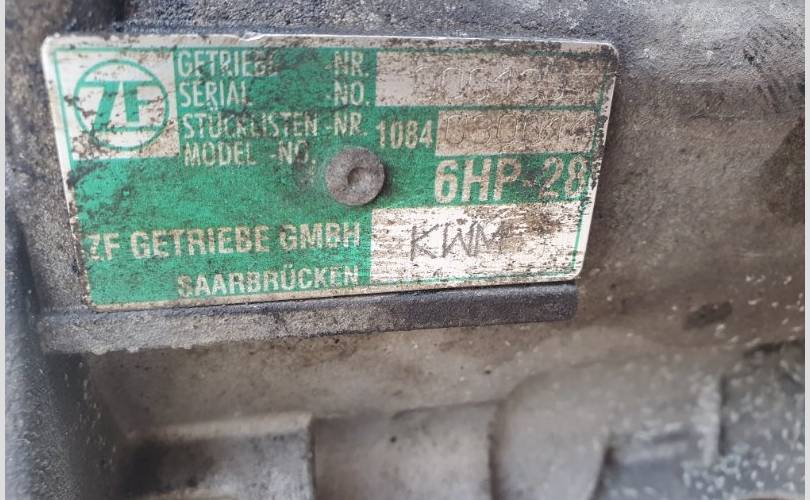 ZF
GETRIEBE -NR.
SERIAL -NO.
STÜCKLISTEN -NR. 1084
MODEL -NO.
6HP-28
ZF GETRIEBE GMBH KWM
SAARBRÜCKEN